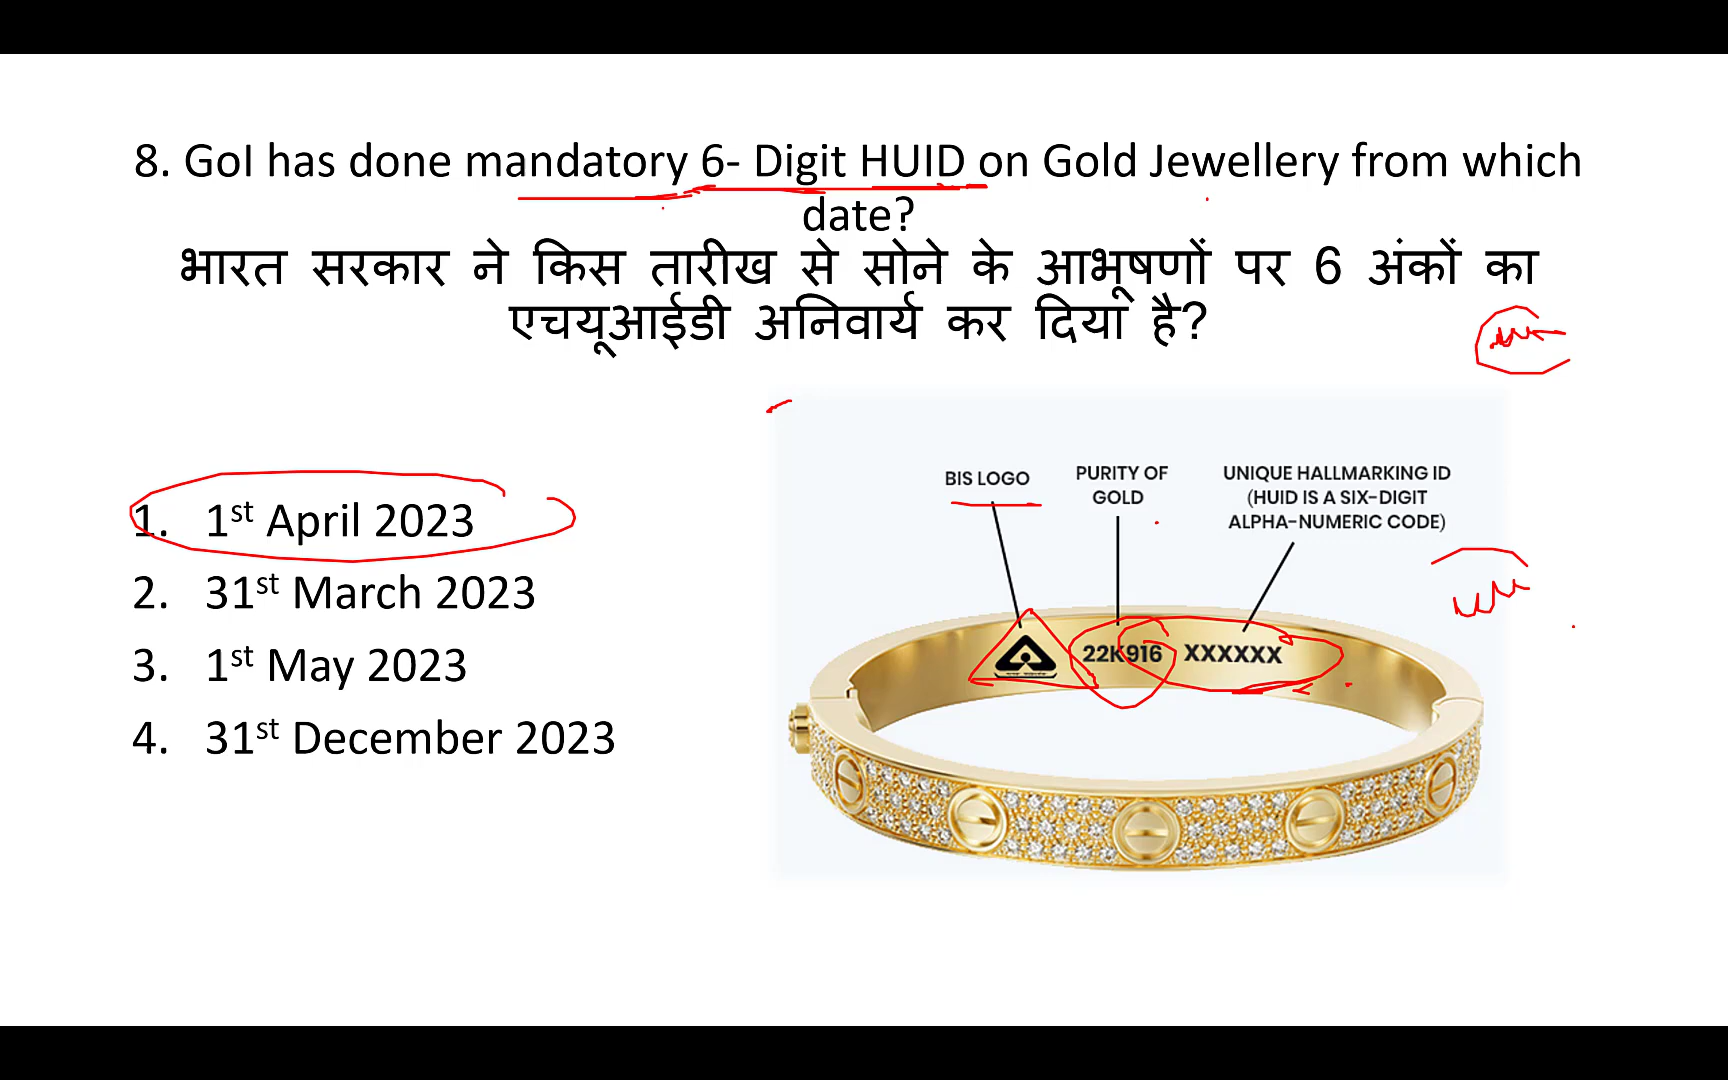 8. GoI has done mandatory 6- Digit HUID on Gold Jewellery from which
date?
भारत सरकार ने किस तारीख से सोने के आभूषणों पर 6 अंकों का
एचयूआईडी अनिवार्य कर दिया है?
1. 1st April 2023
2. 31st March 2023
3. 1st May 2023
4. 31st December 2023
BIS LOGO
PURITY OF
GOLD
UNIQUE HALLMARKING ID
(HUID IS A SIX-DIGIT
ALPHA-NUMERIC CODE)
22K916 XXXXXX